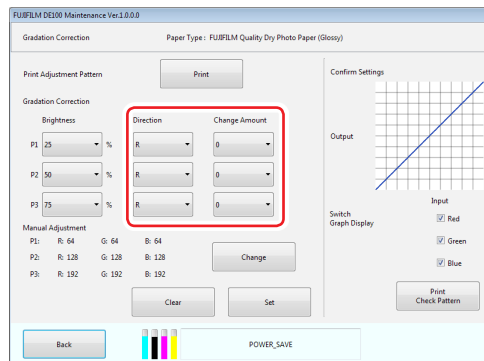 FUJIFILM DE100 Maintenance Ver.1.0.0.0
Gradation Correction
Paper Type : FUJIFILM Quality Dry Photo Paper (Glossy)
Print Adjustment Pattern
Print
Confirm Settings
Gradation Correction
Brightness
Direction
Change Amount
Output
P1 25 % R 0
P2 50 % R 0
P3 75 % R 0
Input
Switch
Graph Display
Red
Green
Blue
Manual Adjustment
P1: R: 64 G: 64 B: 64
P2: R: 128 G: 128 B: 128
P3: R: 192 G: 192 B: 192
Change
Clear
Set
Print
Check Pattern
Back
POWER_SAVE